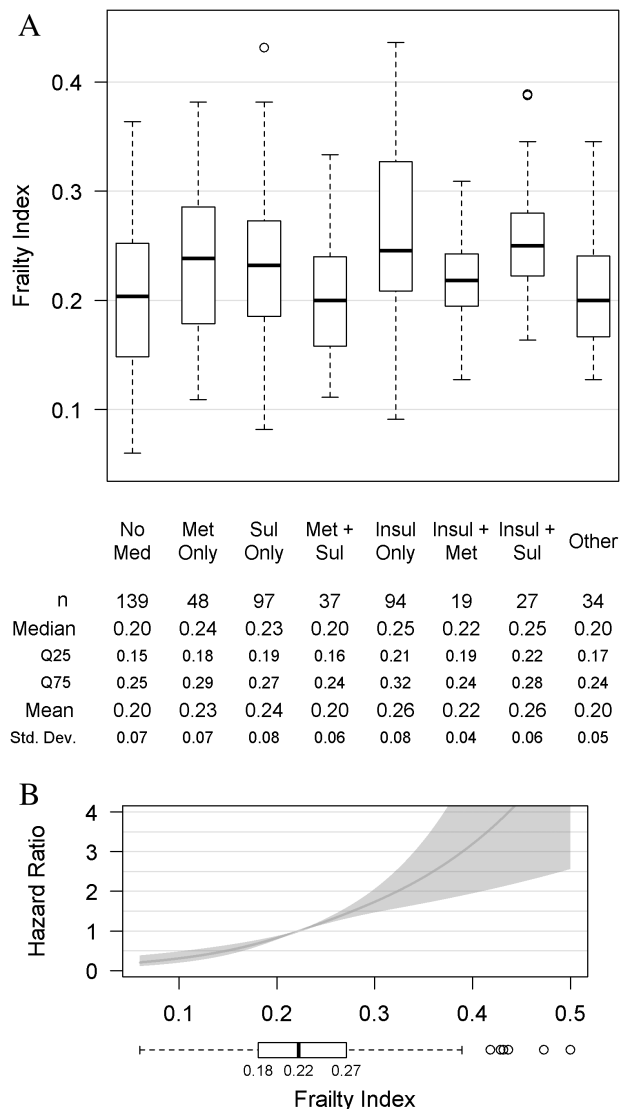 A
0.4
0.3
0.2
0.1
Frailty Index
No Med Met Only Sul Only Met + Sul Insul Only Insul + Met Insul + Sul Other
n 139 48 97 37 94 19 27 34
Median 0.20 0.24 0.23 0.20 0.25 0.22 0.25 0.20
Q25 0.15 0.18 0.19 0.16 0.21 0.19 0.22 0.17
Q75 0.25 0.29 0.27 0.24 0.32 0.24 0.28 0.24
Mean 0.20 0.23 0.24 0.20 0.26 0.22 0.26 0.20
Std. Dev. 0.07 0.07 0.08 0.06 0.08 0.04 0.06 0.05
B
4
3
2
1
0
Hazard Ratio
0.1 0.2 0.3 0.4 0.5
0.18 0.22 0.27
Frailty Index